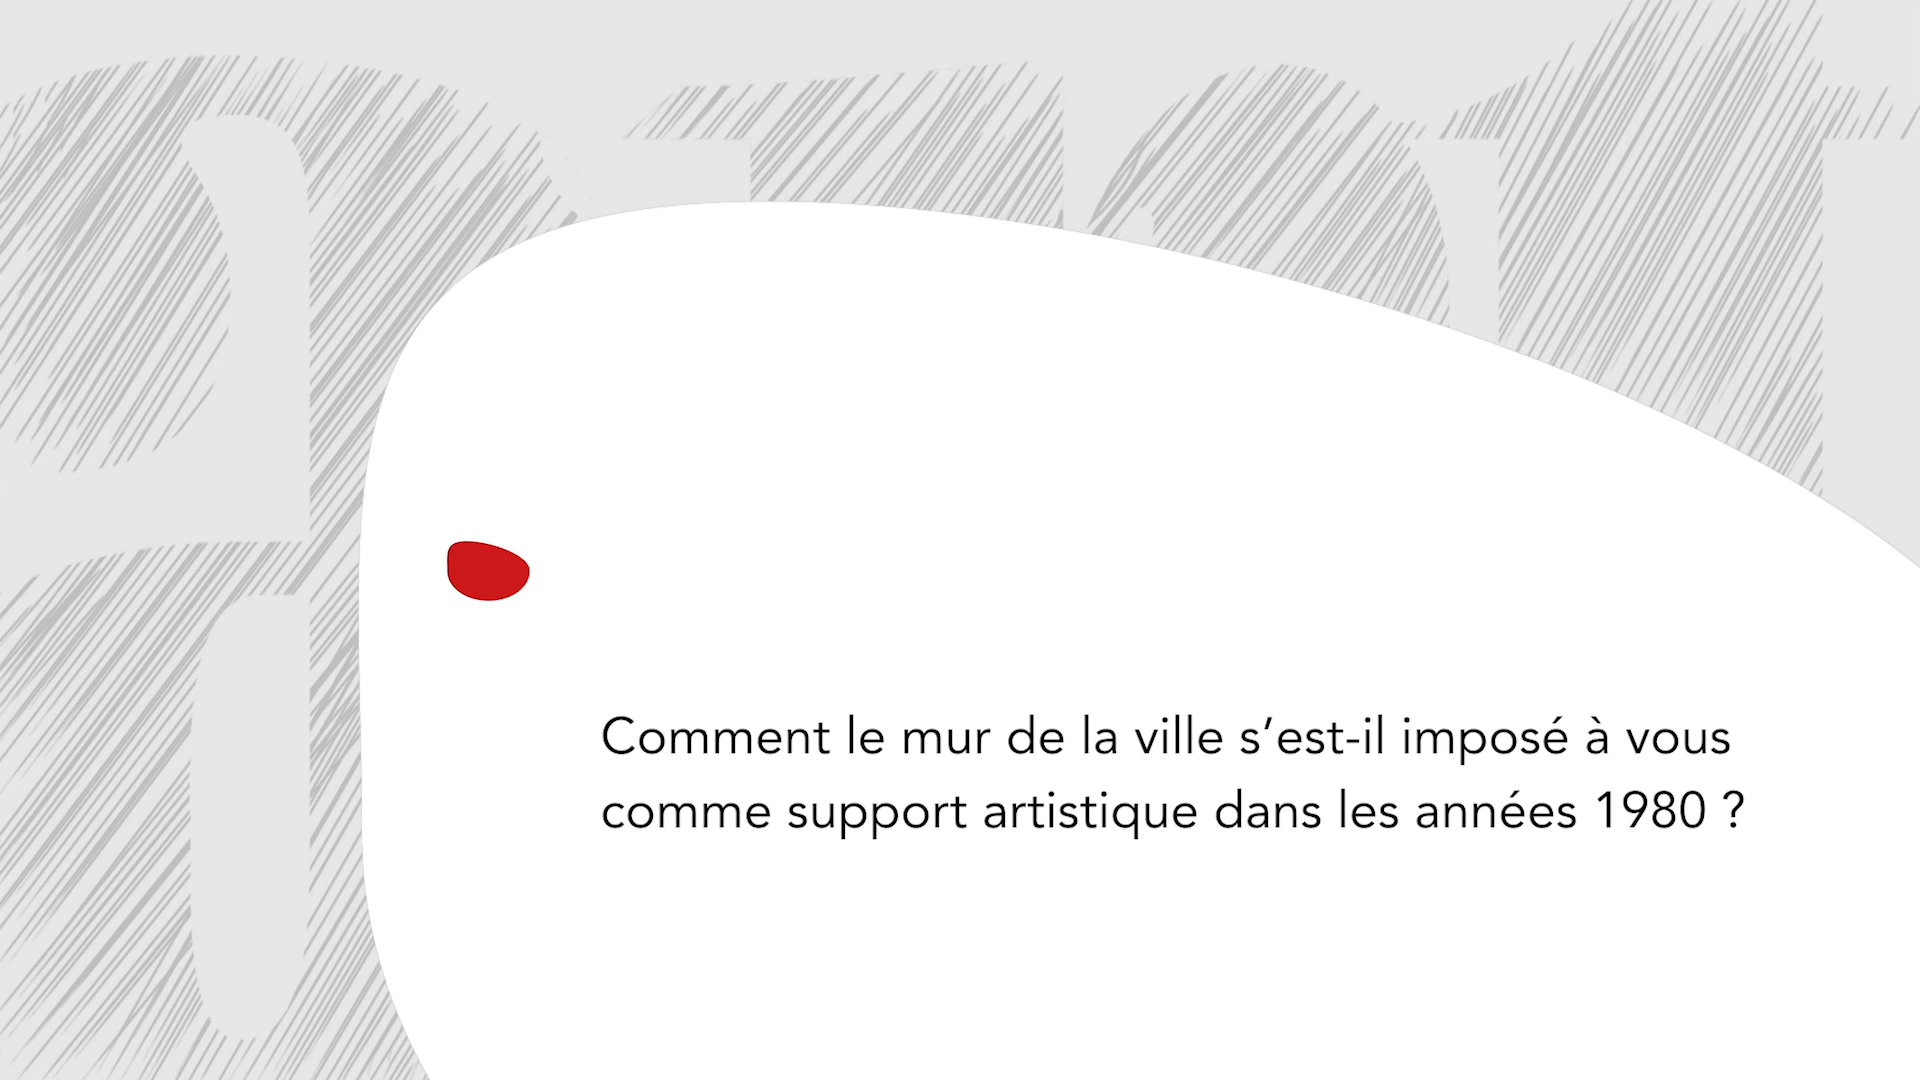 Comment le mur de la ville s’est-il imposé à vous
comme support artistique dans les années 1980 ?